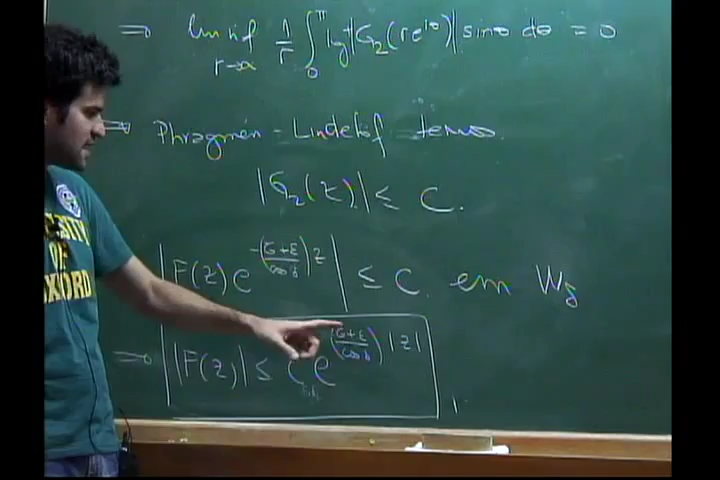 ⇒ lim inf r→∞ 1/r ∫₀^π log⁺|G₂(re^{iθ})| sinθ dθ = 0
⇒ Phragmén - Lindelöf temos
|G₂(z)| ≤ C.
|F(z)e^{-(σ+ε/cos δ)z}| ≤ C. em W_δ
⇒ |F(z)| ≤ C e^{(σ+ε/cos δ)|z|}
OF